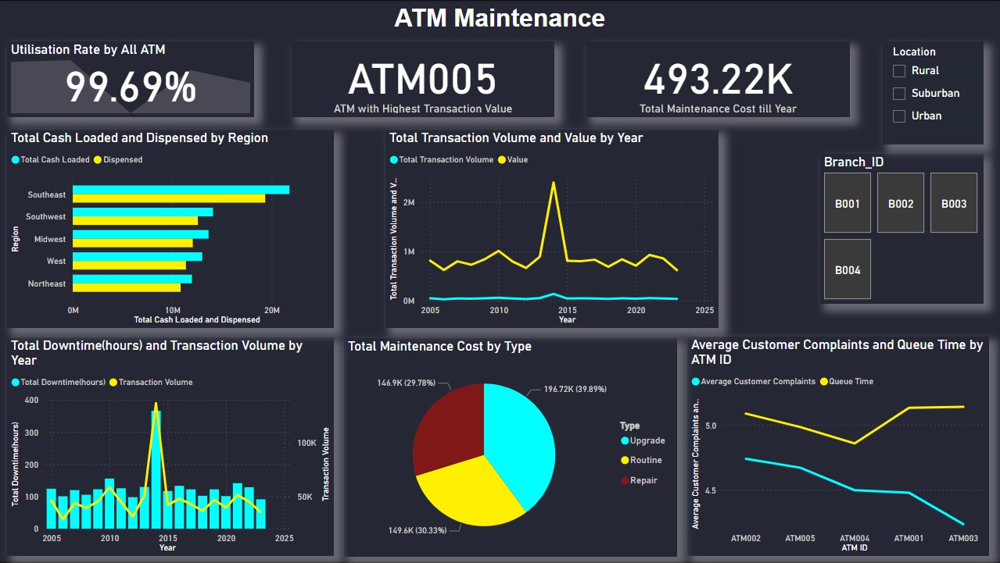 ATM Maintenance
Utilisation Rate by All ATM
99.69%
ATM005
ATM with Highest Transaction Value
493.22K
Total Maintenance Cost till Year
Location
Rural
Suburban
Urban
Branch_ID
B001
B002
B003
B004
Total Cash Loaded and Dispensed by Region
Total Cash Loaded
Dispensed
Region
Southeast
Southwest
Midwest
West
Northeast
0M
10M
20M
Total Cash Loaded and Dispensed
Total Transaction Volume and Value by Year
Total Transaction Volume
Value
Total Transaction Volume and V...
2M
1M
0M
2005
2010
2015
2020
2025
Year
Total Downtime(hours) and Transaction Volume by
Year
Total Downtime(hours)
Transaction Volume
Total Downtime(hours)
400
300
200
100
0
100K
50K
Transaction Volume
2005
2010
2015
2020
2025
Year
Total Maintenance Cost by Type
146.9K (29.78%)
196.72K (39.89%)
149.6K (30.33%)
Type
Upgrade
Routine
Repair
Average Customer Complaints and Queue Time by
ATM ID
Average Customer Complaints
Queue Time
Average Customer Complaints an...
5.0
4.5
ATM002
ATM005
ATM004
ATM001
ATM003
ATM ID